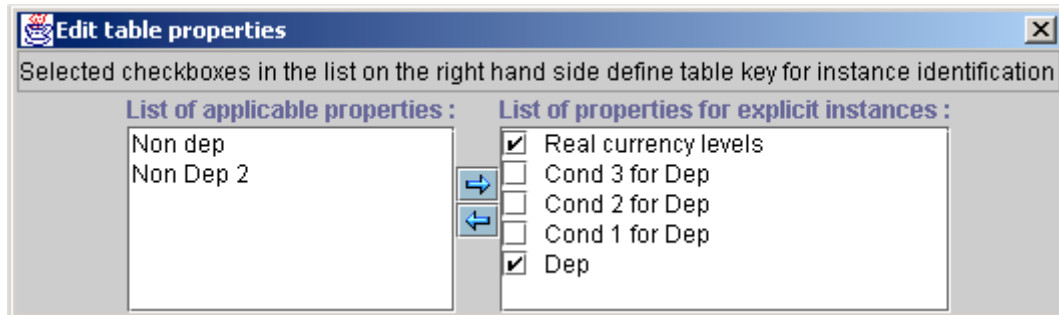 Edit table properties
Selected checkboxes in the list on the right hand side define table key for instance identification
List of applicable properties :
Non dep
Non Dep 2
List of properties for explicit instances :
Real currency levels
Cond 3 for Dep
Cond 2 for Dep
Cond 1 for Dep
Dep